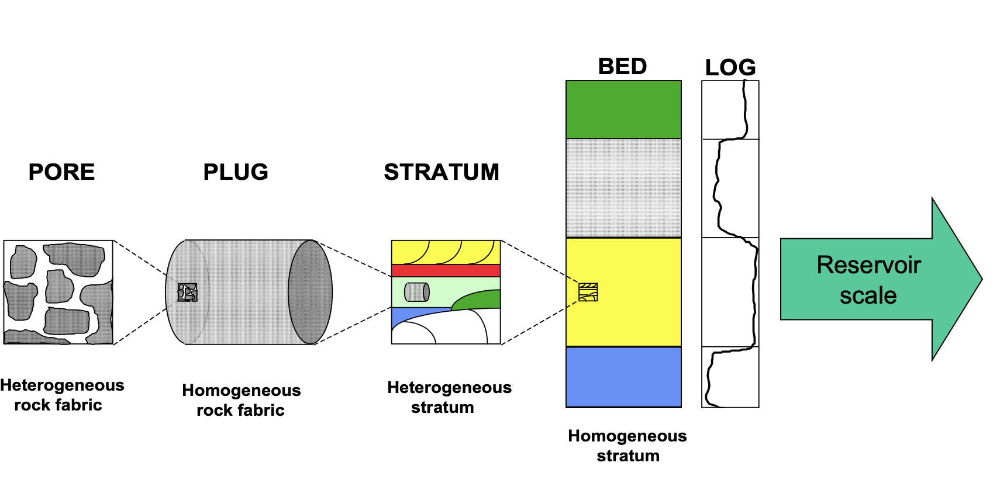 BED
LOG
PORE
PLUG
STRATUM
Reservoir
scale
Heterogeneous
rock fabric
Homogeneous
rock fabric
Heterogeneous
stratum
Homogeneous
stratum